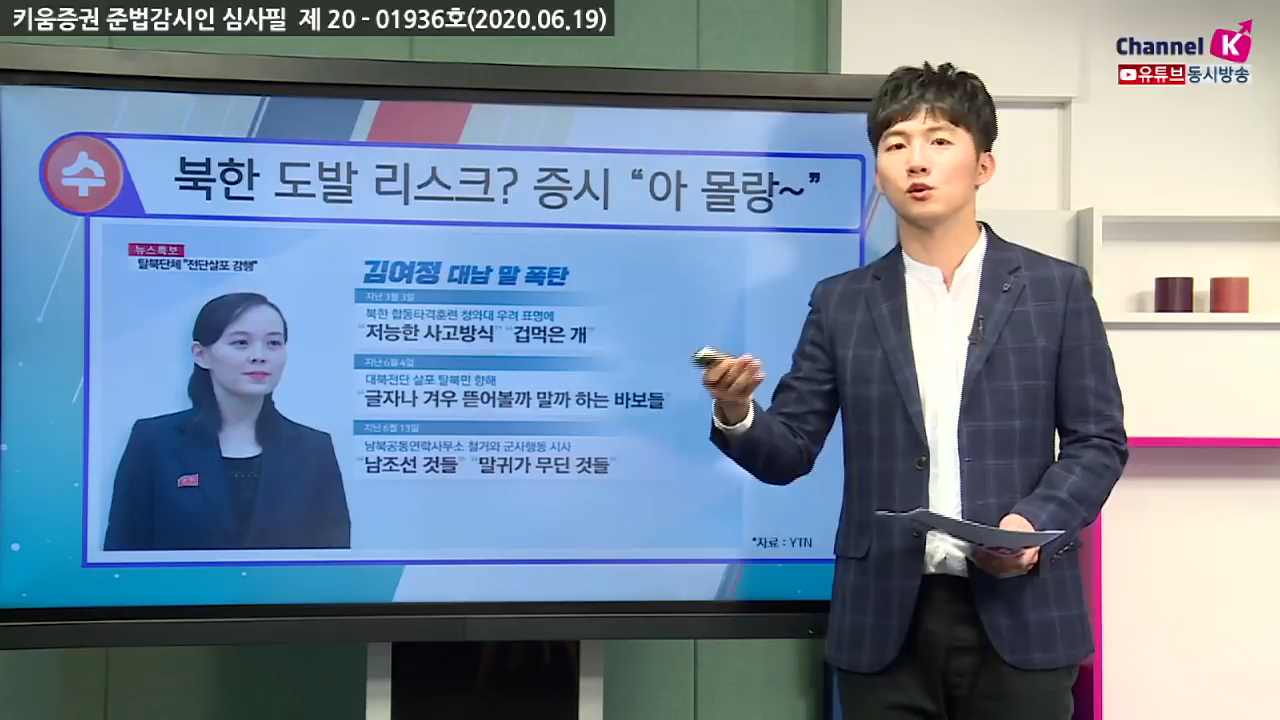 키움증권 준법감시인 심사필 제 20 - 01936호(2020.06.19)
Channel K
유튜브 동시방송
수
북한 도발 리스크? 증시 “아 몰랑~”
뉴스특보
탈북단체 "전단살포 강행"
김여정 대남 말 폭탄
지난 3월 3일
북한 합동타격훈련 청와대 우려 표명에
“저능한 사고방식” “겁먹은 개”
지난 6월 4일
대북전단 살포 탈북민 향해
“글자나 겨우 뜯어볼까 말까 하는 바보들
지난 6월 13일
남북공동연락사무소 철거와 군사행동 시사
“남조선 것들” “말귀가 무딘 것들”
*자료 : YTN